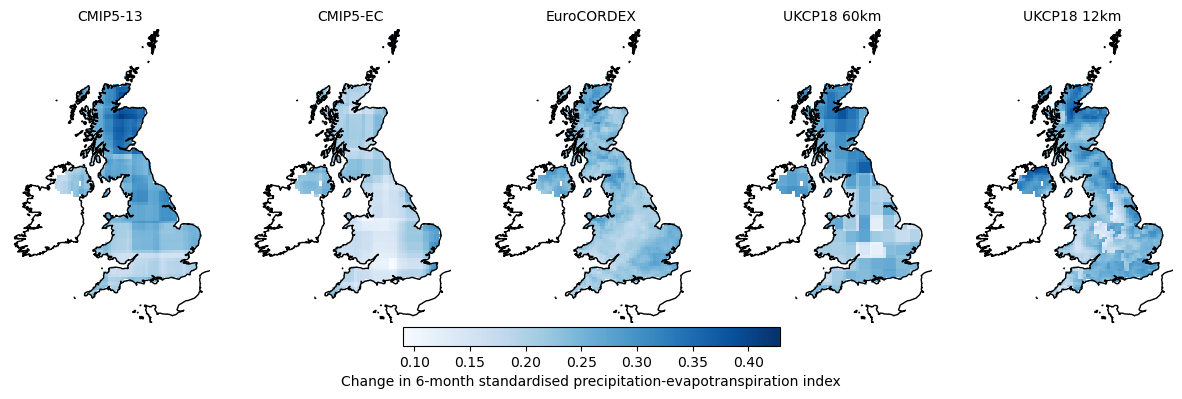 CMIP5-13 CMIP5-EC EuroCORDEX UKCP18 60km UKCP18 12km
0.10 0.15 0.20 0.25 0.30 0.35 0.40
Change in 6-month standardised precipitation-evapotranspiration index